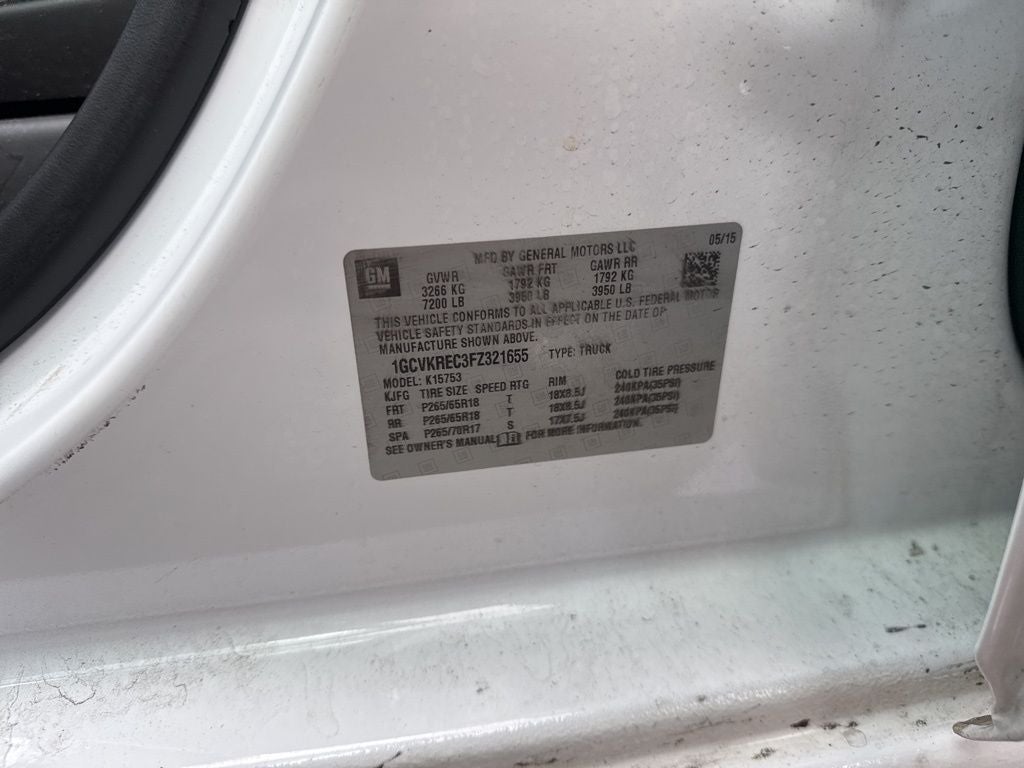 MFD BY GENERAL MOTORS LLC 05/15
GM
GVWR GAWR FRT GAWR RR
3266 KG 1792 KG 1792 KG
7200 LB 3950 LB 3950 LB
THIS VEHICLE CONFORMS TO ALL APPLICABLE U.S. FEDERAL MOTOR
VEHICLE SAFETY STANDARDS IN EFFECT ON THE DATE OF
MANUFACTURE SHOWN ABOVE.
1GCVKREC3FZ321655 TYPE: TRUCK
MODEL: K15753
KJFG TIRE SIZE SPEED RTG RIM COLD TIRE PRESSURE
FRT P265/65R18 T 18X8.5J 240KPA(35PSI)
RR P265/65R18 T 18X8.5J 240KPA(35PSI)
SPA P265/70R17 S 17X7.5J 240KPA(35PSI)
SEE OWNER'S MANUAL FOR MORE INFORMATION.